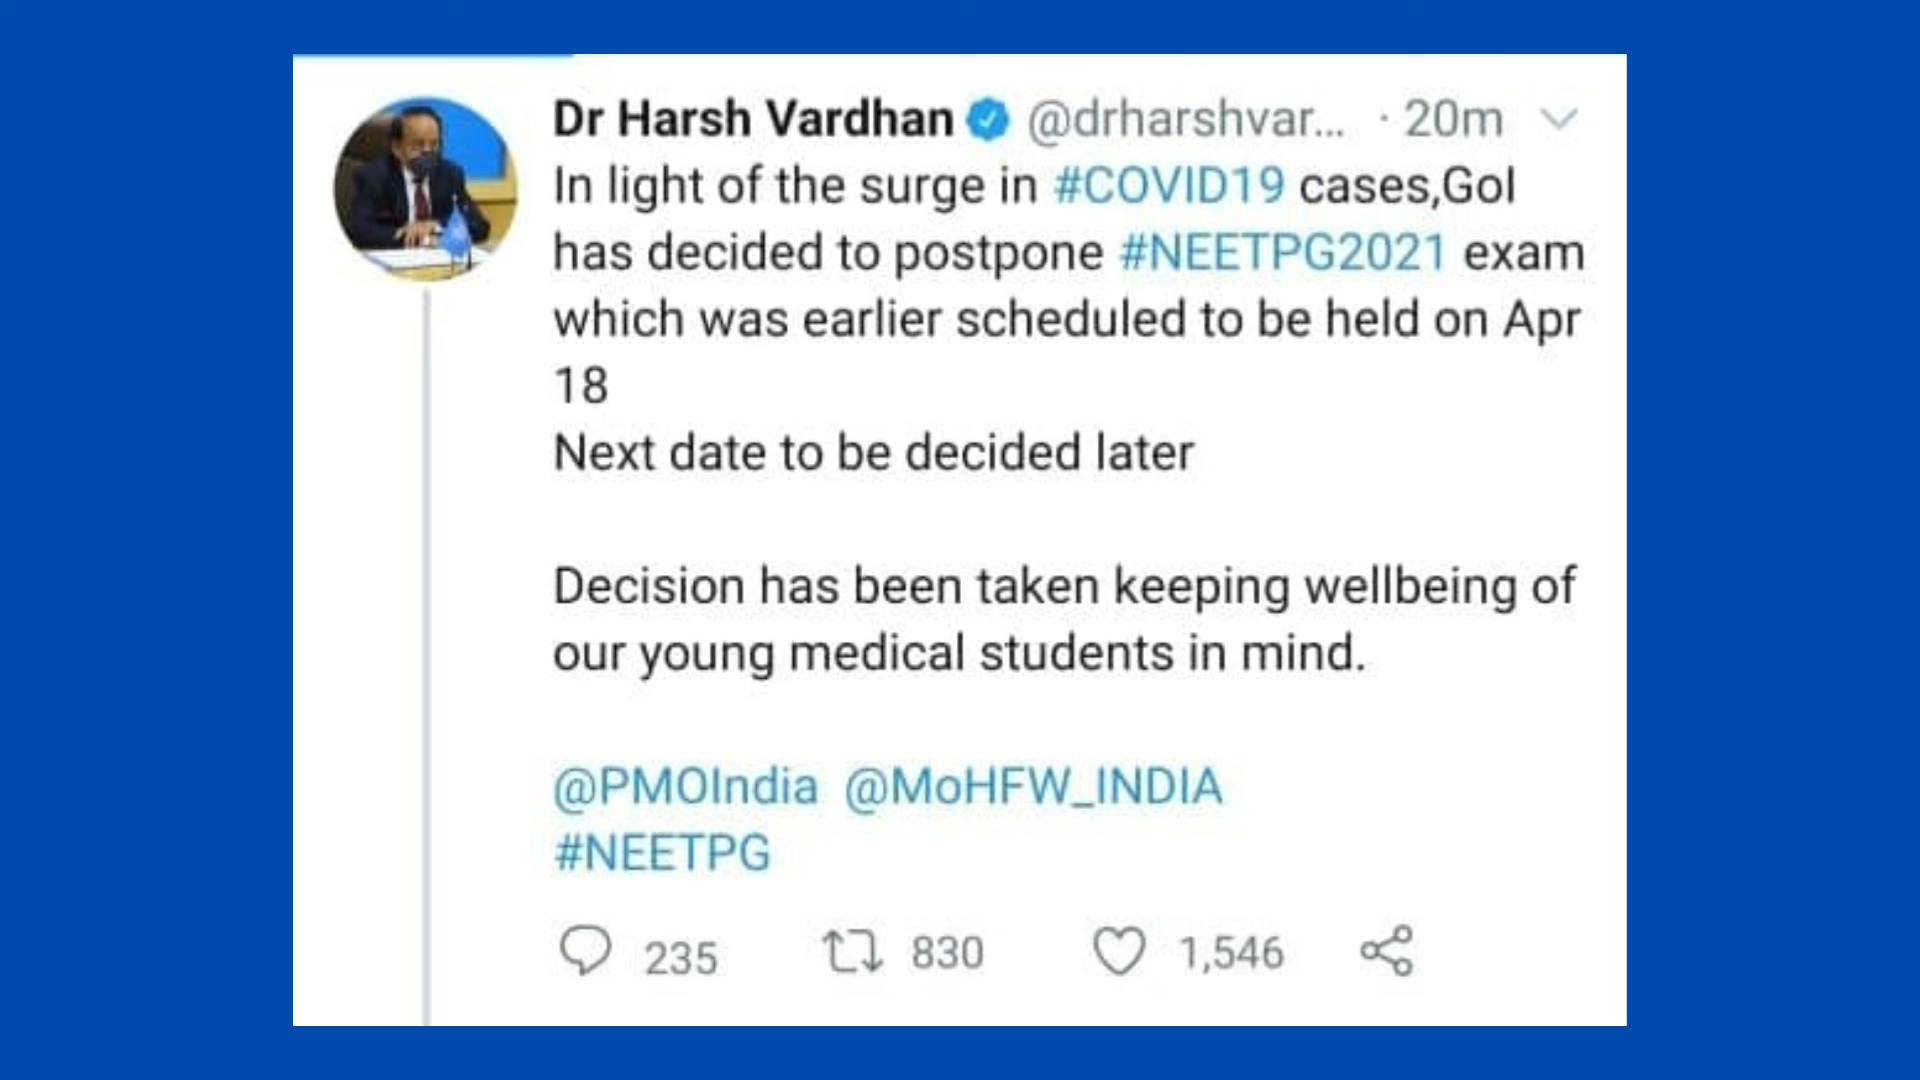 Dr Harsh Vardhan @drharshvar... · 20m
In light of the surge in #COVID19 cases,GoI
has decided to postpone #NEETPG2021 exam
which was earlier scheduled to be held on Apr
18
Next date to be decided later
Decision has been taken keeping wellbeing of
our young medical students in mind.
@PMOIndia @MoHFW_INDIA
#NEETPG
235 830 1,546